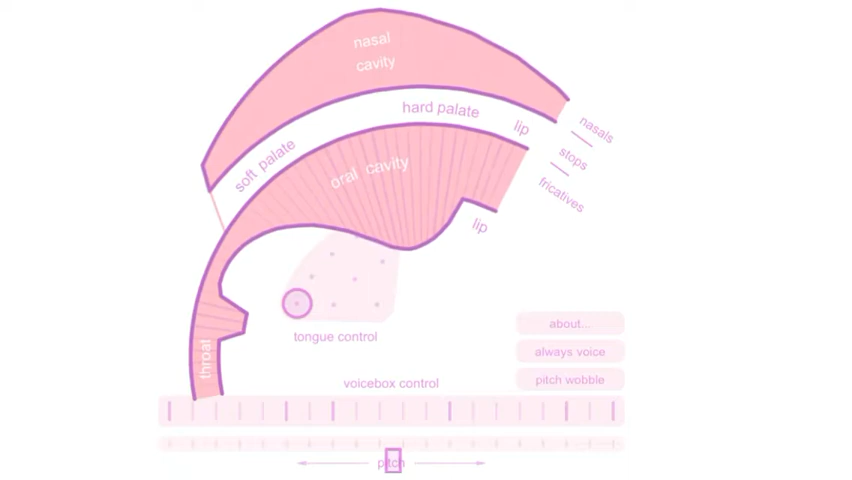 nasal
cavity
hard palate
lip
nasals
soft palate
oral cavity
stops
fricatives
lip
throat
tongue control
about...
always voice
pitch wobble
voicebox control
pitch